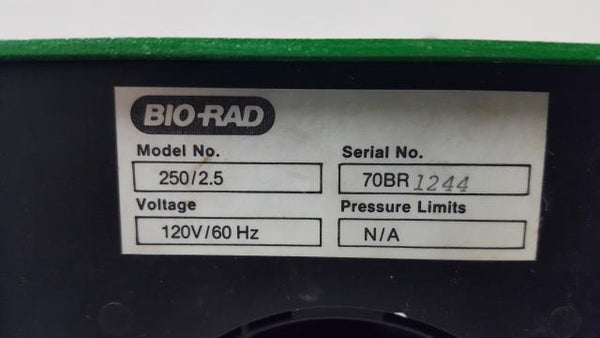 BIO-RAD
Model No. Serial No.
250/2.5 70BR 1244
Voltage Pressure Limits
120V/60 Hz N/A